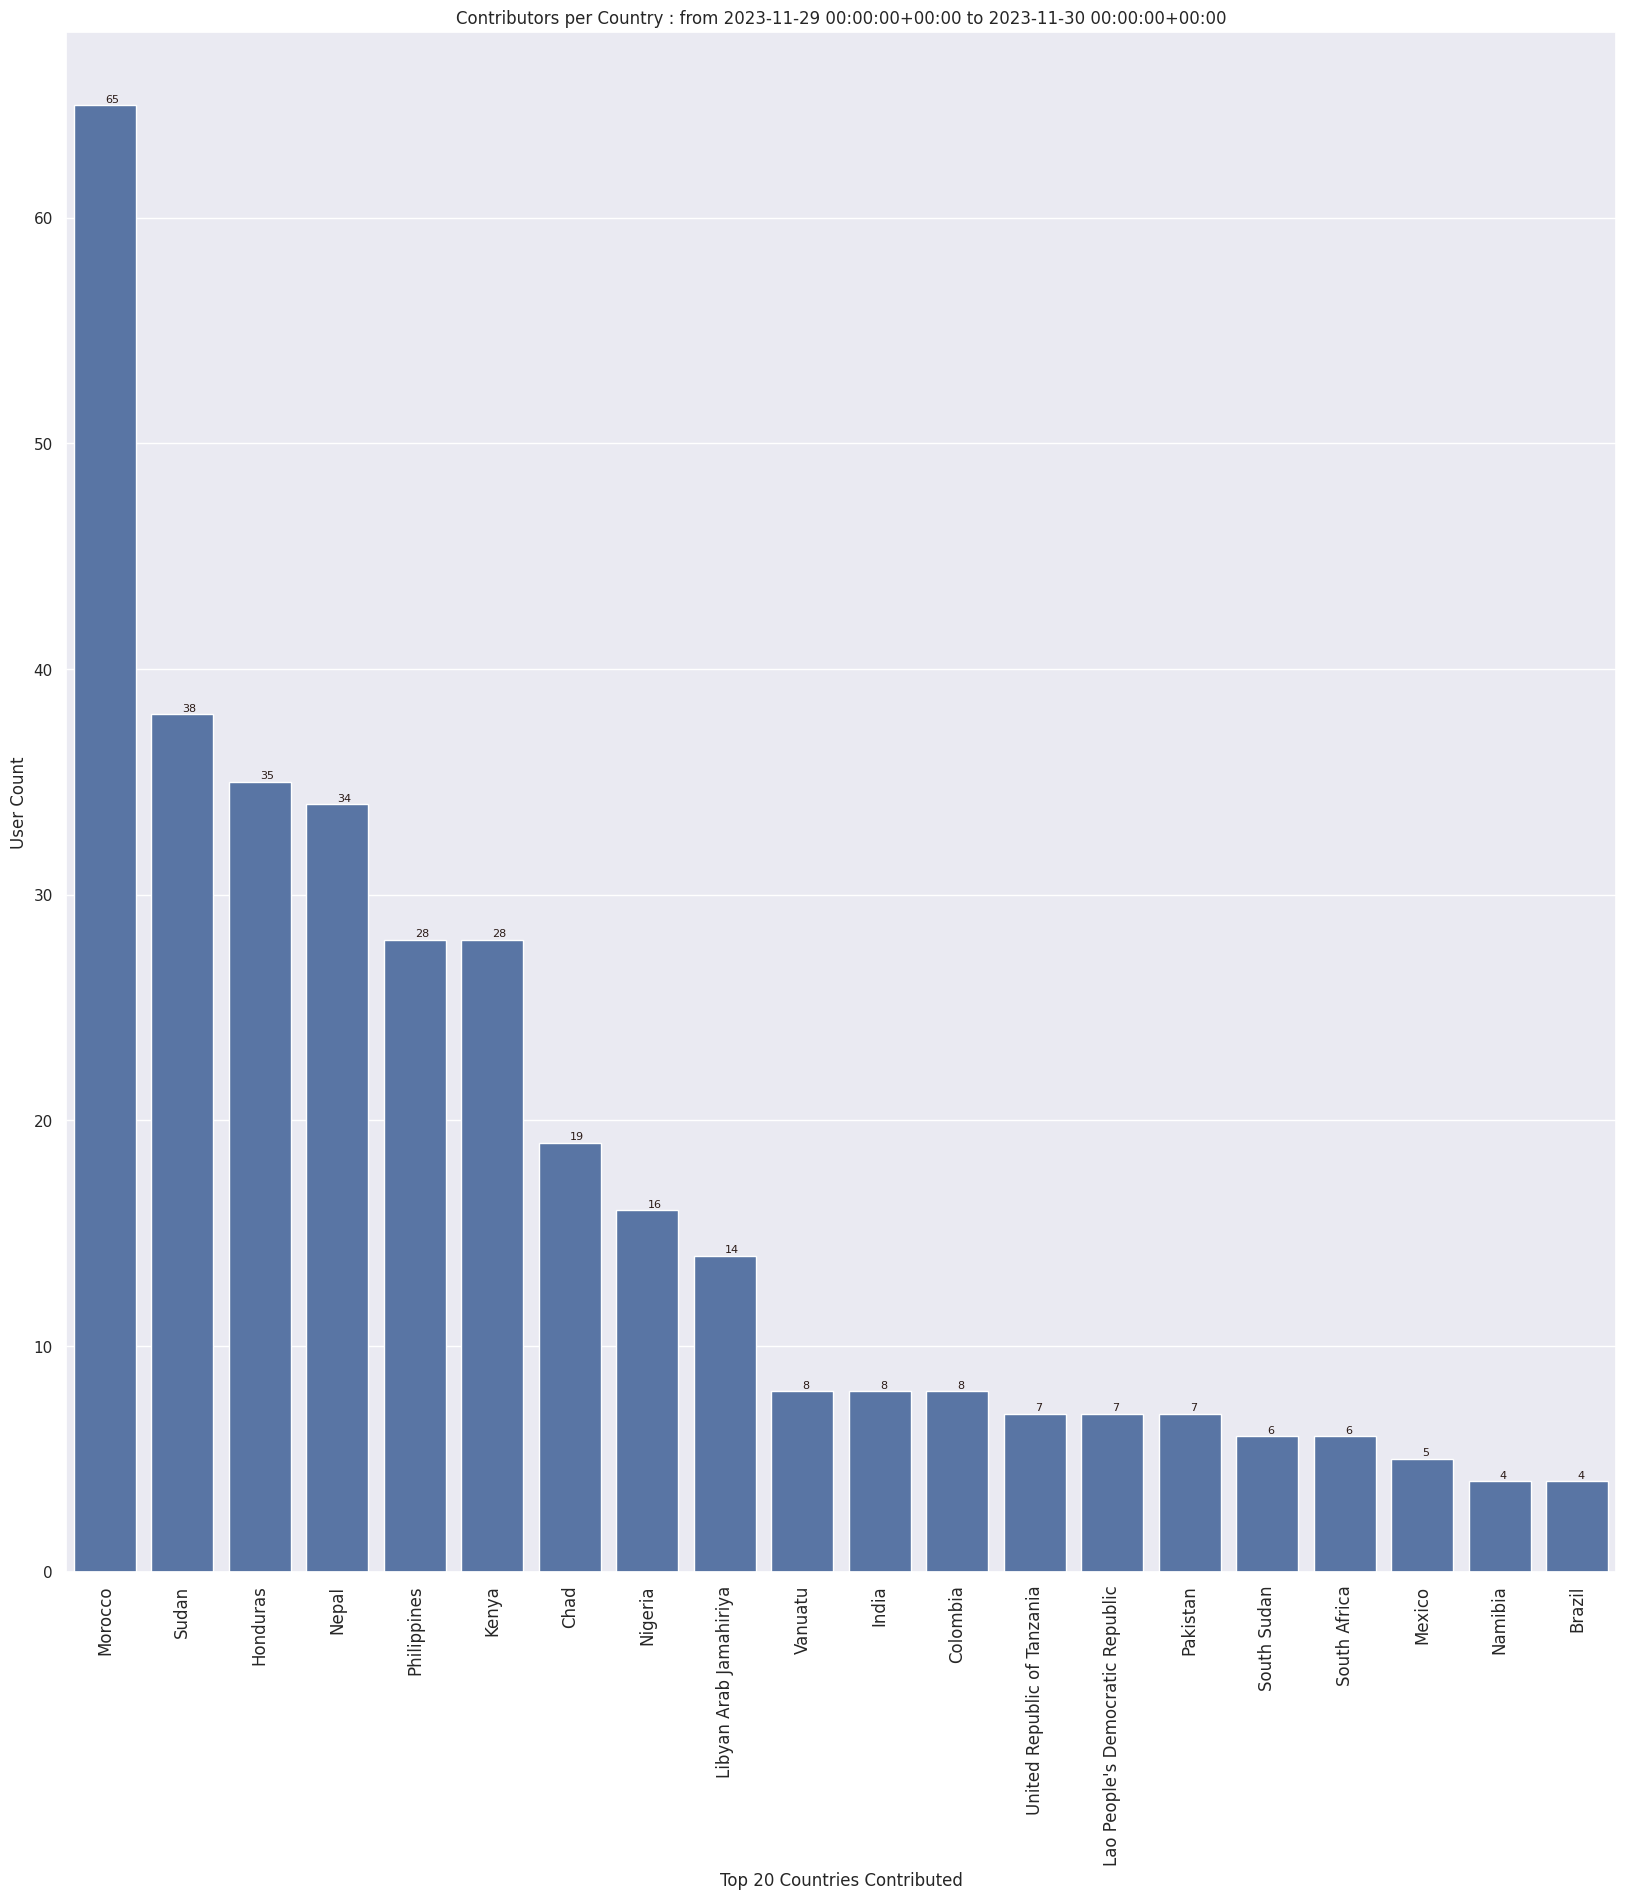 Contributors per Country : from 2023-11-29 00:00:00+00:00 to 2023-11-30 00:00:00+00:00
User Count
60
50
40
30
20
10
0
65
38
35
34
28
28
19
16
14
8
8
8
7
7
7
6
6
5
4
4
Morocco
Sudan
Honduras
Nepal
Philippines
Kenya
Chad
Nigeria
Libyan Arab Jamahiriya
Vanuatu
India
Colombia
United Republic of Tanzania
Lao People's Democratic Republic
Pakistan
South Sudan
South Africa
Mexico
Namibia
Brazil
Top 20 Countries Contributed